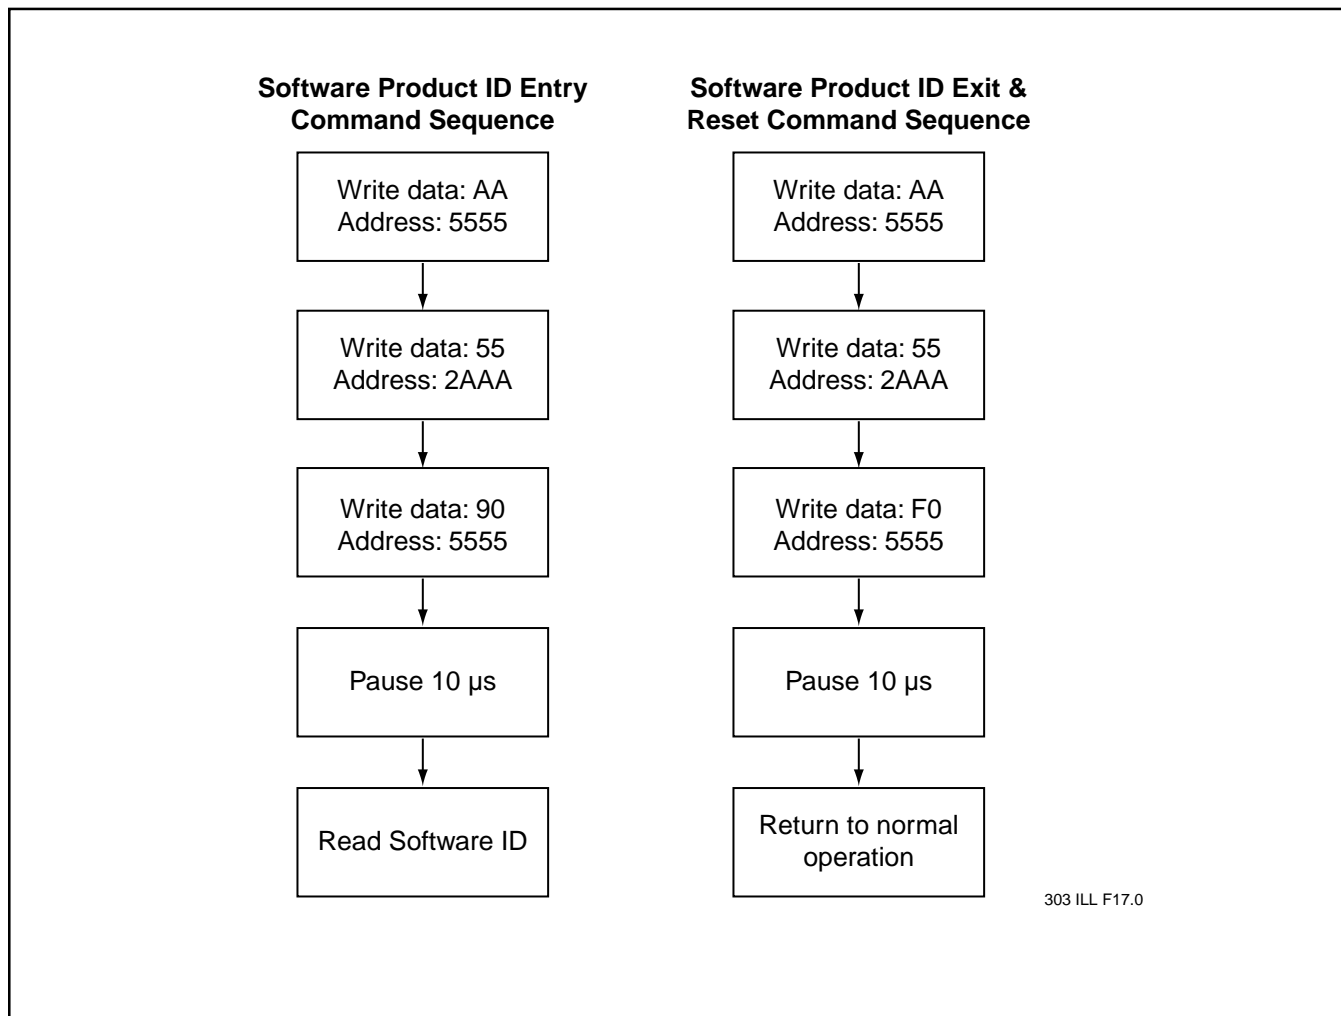 Software Product ID Entry
Command Sequence
Write data: AA
Address: 5555
Write data: 55
Address: 2AAA
Write data: 90
Address: 5555
Pause 10 µs
Read Software ID
Software Product ID Exit &
Reset Command Sequence
Write data: AA
Address: 5555
Write data: 55
Address: 2AAA
Write data: F0
Address: 5555
Pause 10 µs
Return to normal
operation
303 ILL F17.0